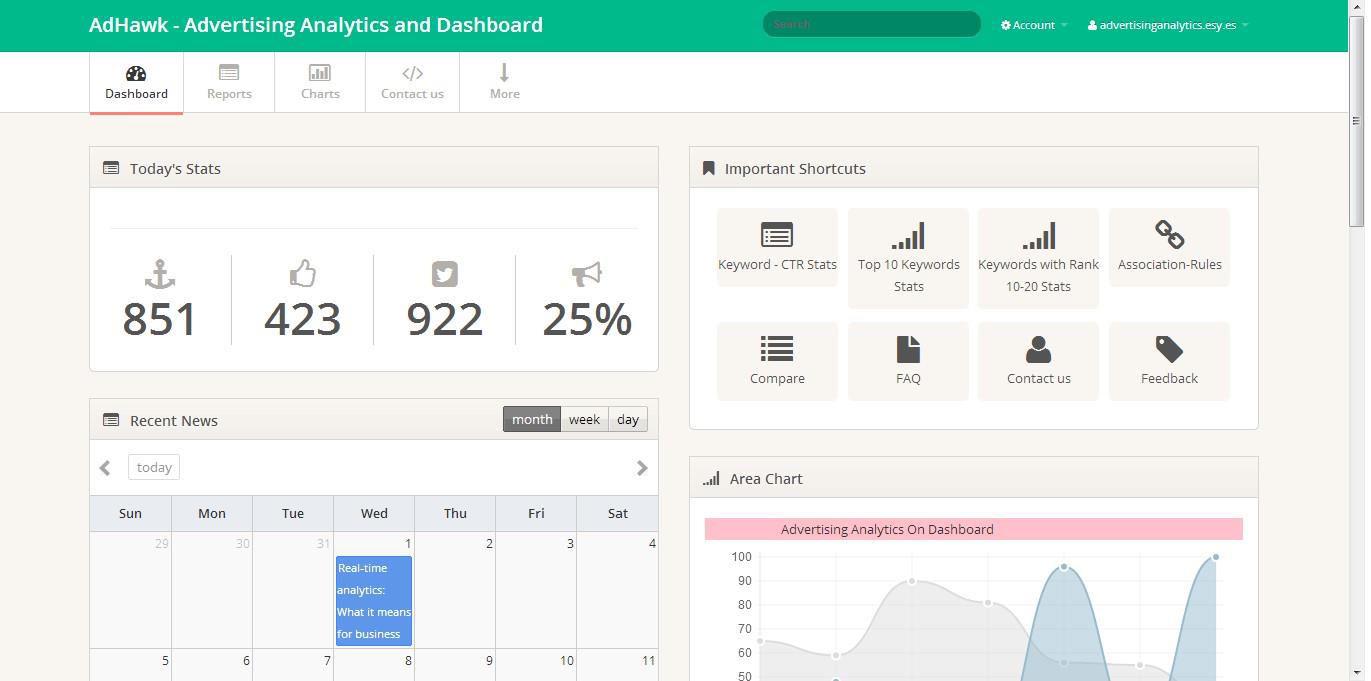 AdHawk - Advertising Analytics and Dashboard
Search
Account
advertisinganalytics.esy.es
Dashboard
Reports
Charts
Contact us
More
Today's Stats
851
423
922
25%
Important Shortcuts
Keyword - CTR Stats
Top 10 Keywords
Stats
Keywords with Rank
10-20 Stats
Association-Rules
Compare
FAQ
Contact us
Feedback
Recent News
month
week
day
today
Sun Mon Tue Wed Thu Fri Sat
29 30 31 1 2 3 4
Real-time
analytics:
What it means
for business
5 6 7 8 9 10 11
Area Chart
Advertising Analytics On Dashboard
100
90
80
70
60
50